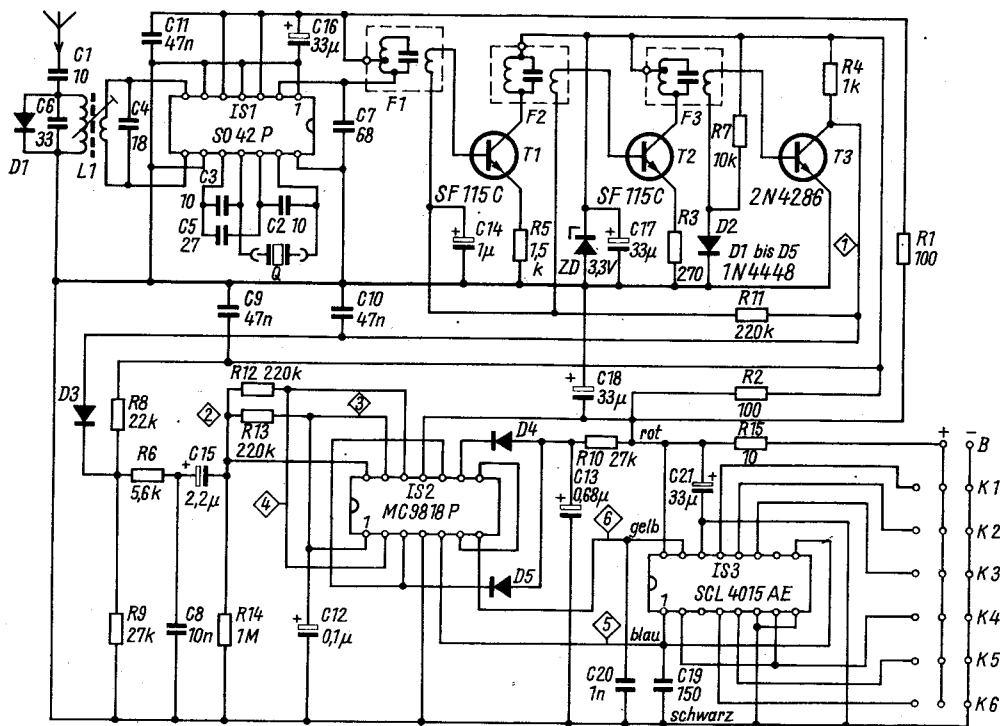 C11
47n
C16
+
33µ
C1
10
C6
33
C4
18
D1
L1
1
IS1
SO 42 P
C7
68
F1
F2
F3
R4
1k
R7
10k
T1
T2
T3
SF 115 C
SF 115 C
2N4286
C3
10
C5
27
C2 10
Q
+
C14
1µ
R5
1,5
k
ZD 3,3V
+
C17
33µ
R3
270
D2
D1 bis D5
1N4448
1
R1
100
C9
47n
C10
47n
R11
220k
D3
R8
22k
R12 220k
2
R13
220k
3
+
C18
33µ
R2
100
R6
5,6k
+
C15
2,2µ
4
D4
R10 27k
rot
R15
10
+
−
B
IS2
MC9818P
1
+
C13
0,68µ
C21
+
33µ
K1
K2
K3
K4
K5
K6
6
gelb
D5
IS3
SCL 4015 AE
1
5
blau
R9
27k
C8
10n
R14
1M
+
C12
0,1µ
C20
1n
C19
150
schwarz